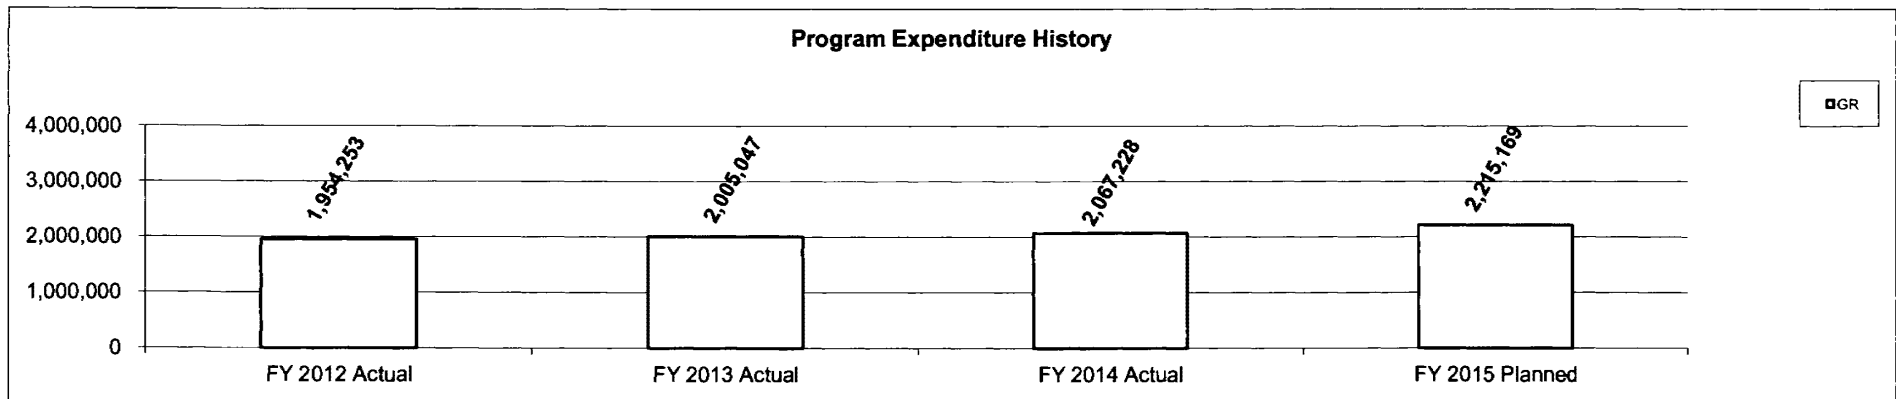 Program Expenditure History
GR
4,000,000
3,000,000
2,000,000
1,000,000
0
1,954,253
2,005,047
2,067,228
2,215,169
FY 2012 Actual
FY 2013 Actual
FY 2014 Actual
FY 2015 Planned